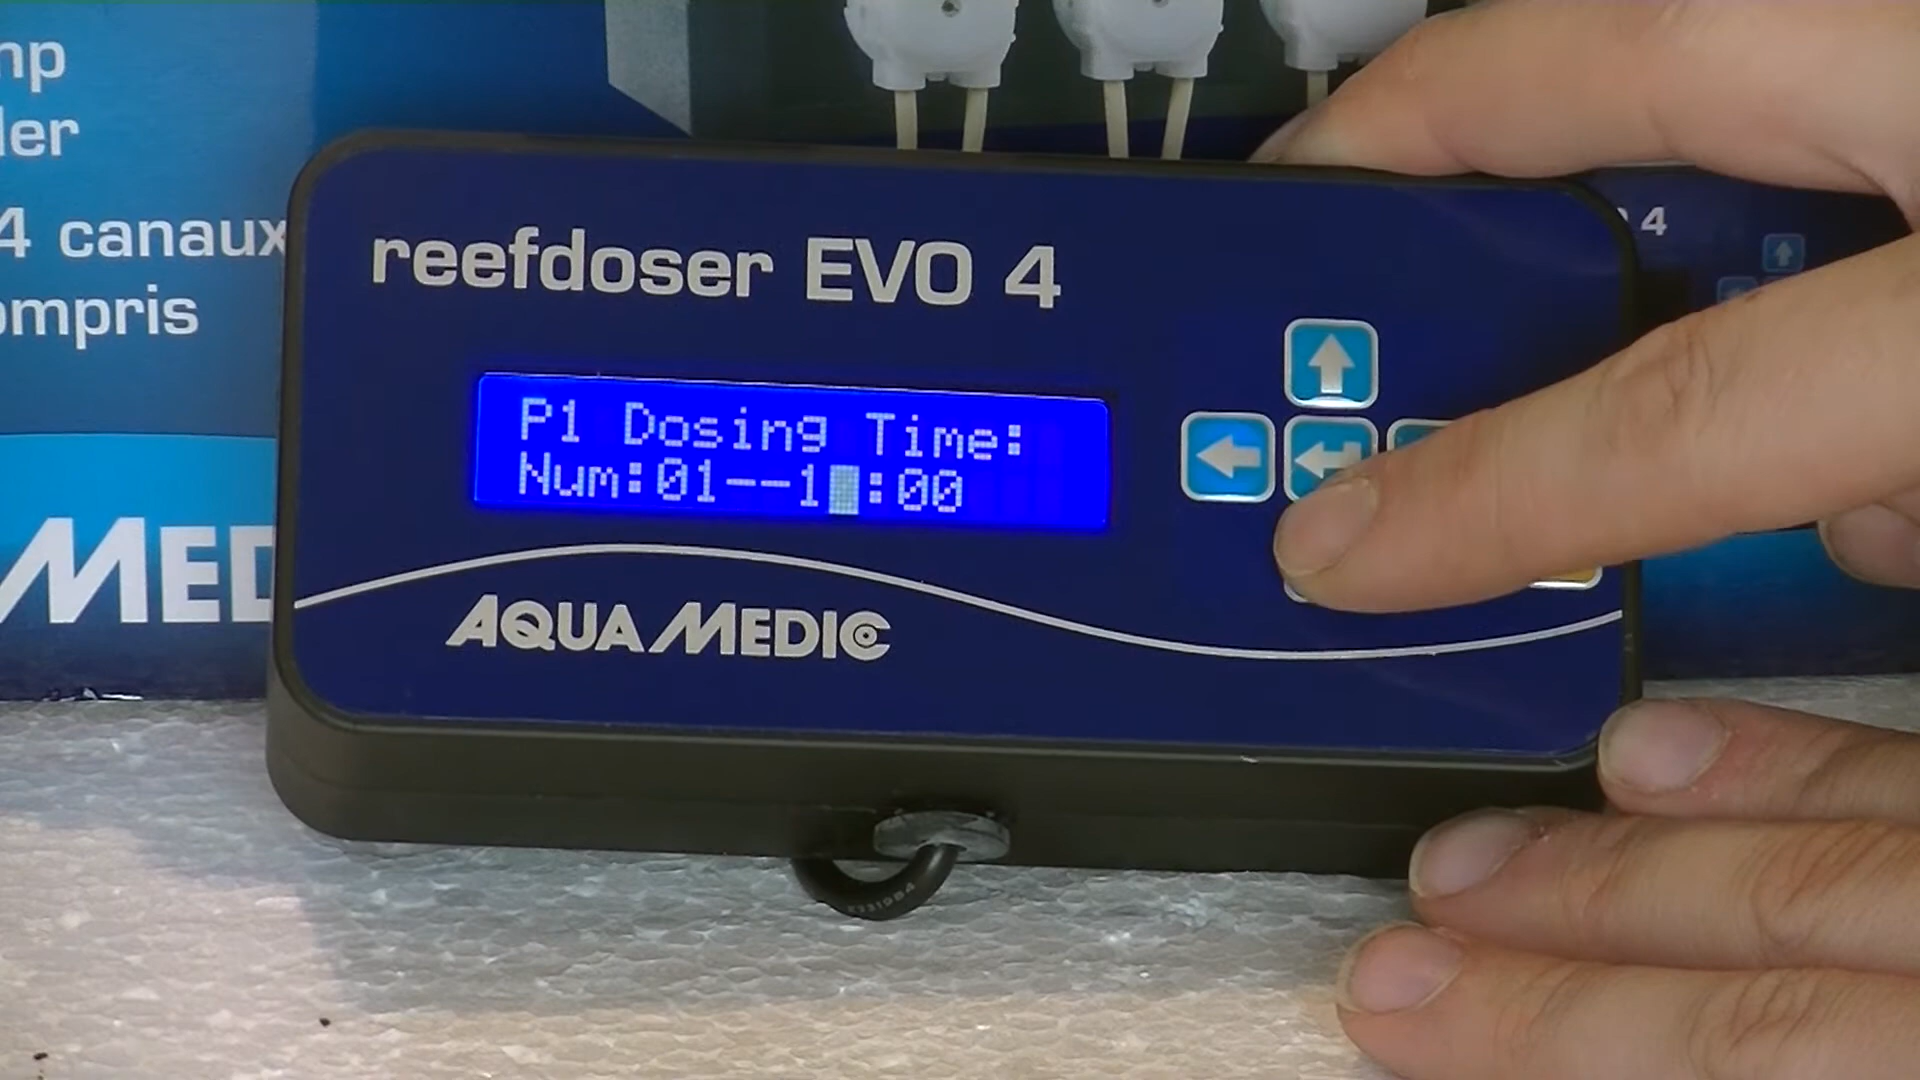 mp
ler
4 canaux
ompris
MED
reefdoser EVO 4
P1 Dosing Time:
Num:01--1 :00
AQUA MEDIC
4